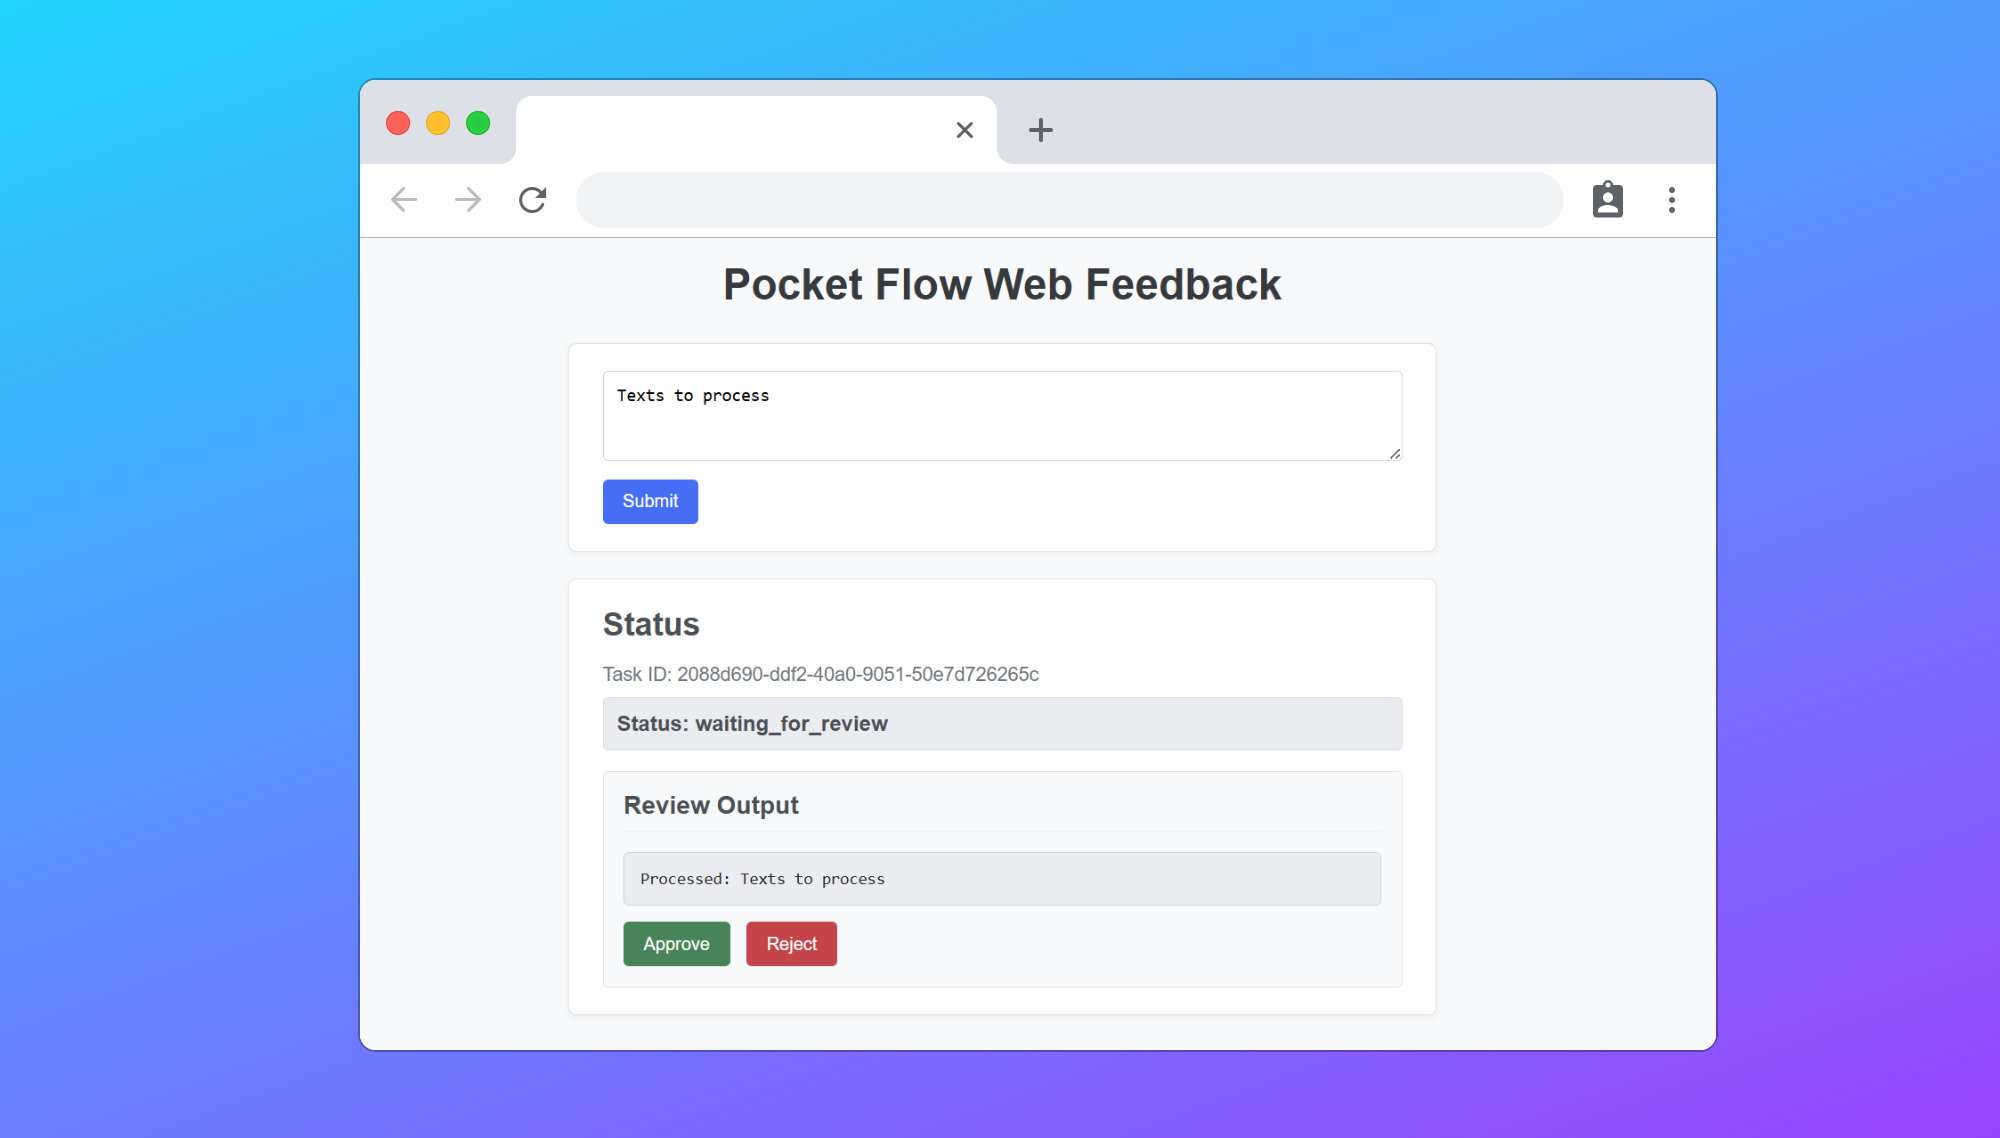 Pocket Flow Web Feedback
Texts to process
Submit
Status
Task ID: 2088d690-ddf2-40a0-9051-50e7d726265c
Status: waiting_for_review
Review Output
Processed: Texts to process
Approve
Reject